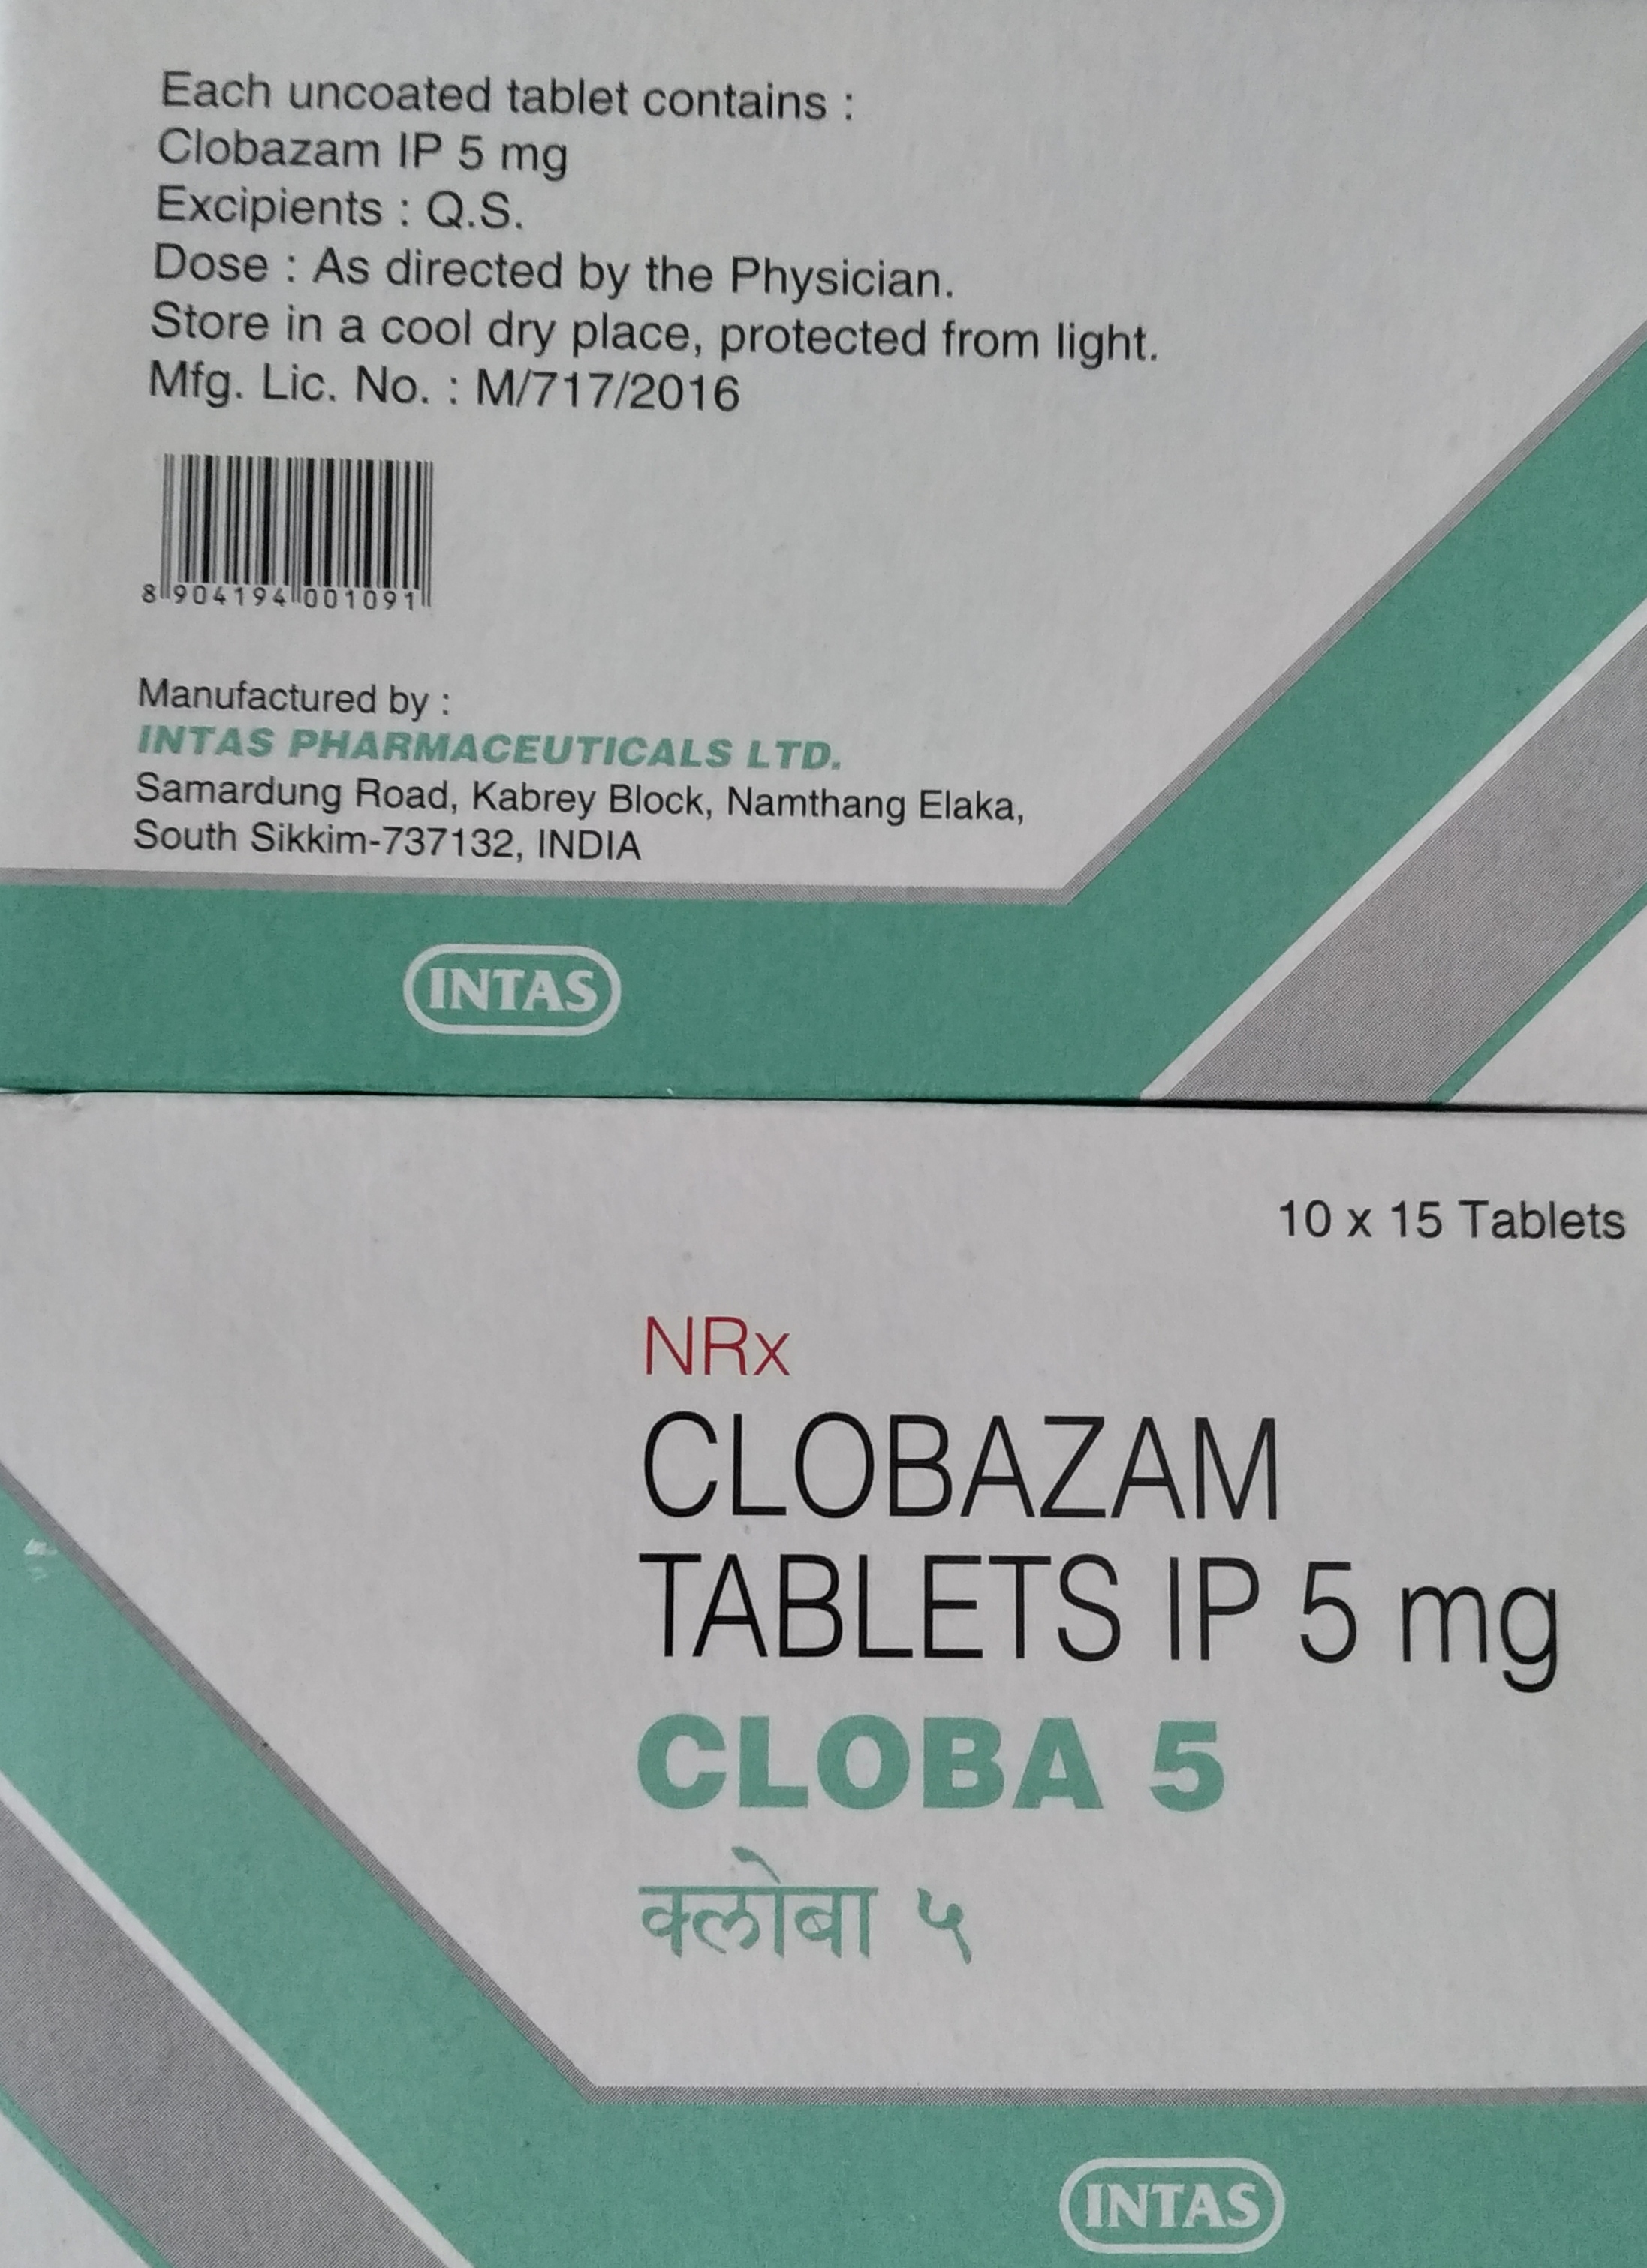 Each uncoated tablet contains :
Clobazam IP 5 mg
Excipients : Q.S.
Dose : As directed by the Physician.
Store in a cool dry place, protected from light.
Mfg. Lic. No. : M/717/2016
8 904194 001091
Manufactured by :
INTAS PHARMACEUTICALS LTD.
Samardung Road, Kabrey Block, Namthang Elaka,
South Sikkim-737132, INDIA
INTAS
10 x 15 Tablets
NRx
CLOBAZAM
TABLETS IP 5 mg
CLOBA 5
क्लोबा ५
INTAS